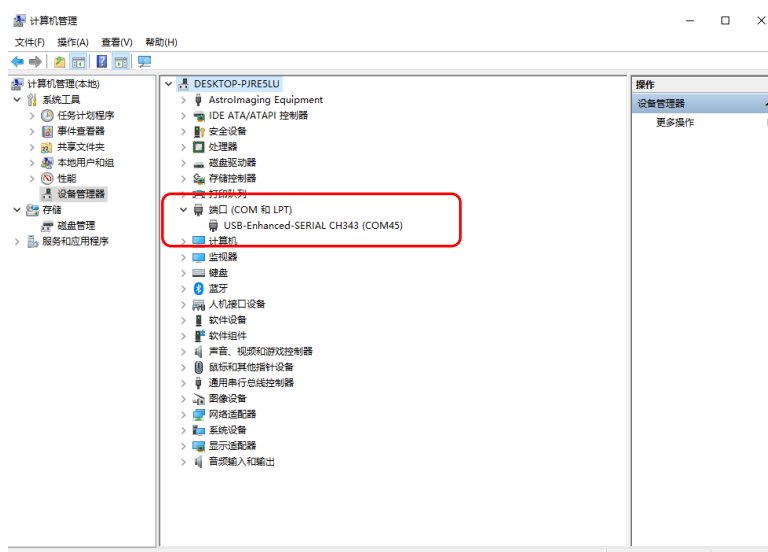 计算机管理
文件(F) 操作(A) 查看(V) 帮助(H)
计算机管理(本地)
系统工具
任务计划程序
事件查看器
共享文件夹
本地用户和组
性能
设备管理器
存储
磁盘管理
服务和应用程序
DESKTOP-PJRE5LU
AstroImaging Equipment
IDE ATA/ATAPI 控制器
安全设备
处理器
磁盘驱动器
存储控制器
打印队列
端口 (COM 和 LPT)
USB-Enhanced-SERIAL CH343 (COM45)
计算机
监视器
键盘
蓝牙
人机接口设备
软件设备
软件组件
声音、视频和游戏控制器
鼠标和其他指针设备
通用串行总线控制器
图像设备
网络适配器
系统设备
显示适配器
音频输入和输出
操作
设备管理器
更多操作